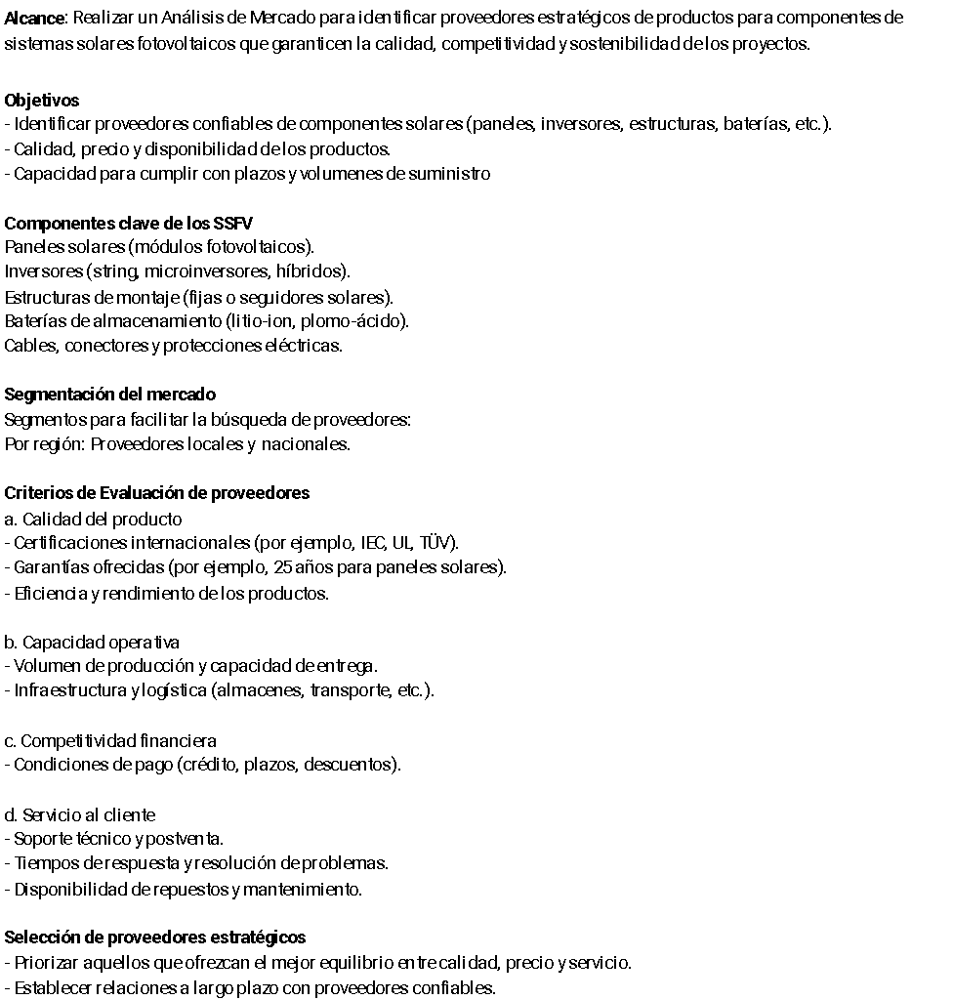 Alcance: Realizar un Análisis de Mercado para identificar proveedores estratégicos de productos para componentes de
sistemas solares fotovoltaicos que garanticen la calidad, competitividad y sostenibilidad de los proyectos.
Objetivos
- Identificar proveedores confiables de componentes solares (paneles, inversores, estructuras, baterías, etc.).
- Calidad, precio y disponibilidad de los productos.
- Capacidad para cumplir con plazos y volumenes de suministro
Componentes clave de los SSFV
Paneles solares (módulos fotovoltaicos).
Inversores (string, microinversores, híbridos).
Estructuras de montaje (fijas o seguidores solares).
Baterías de almacenamiento (litio-ion, plomo-ácido).
Cables, conectores y protecciones eléctricas.
Segmentación del mercado
Segmentos para facilitar la búsqueda de proveedores:
Por región: Proveedores locales y nacionales.
Criterios de Evaluación de proveedores
a. Calidad del producto
- Certificaciones internacionales (por ejemplo, IEC, UL, TÜV).
- Garantías ofrecidas (por ejemplo, 25 años para paneles solares).
- Eficiencia y rendimiento de los productos.
b. Capacidad operativa
- Volumen de producción y capacidad de entrega.
- Infraestructura y logística (almacenes, transporte, etc.).
c. Competitividad financiera
- Condiciones de pago (crédito, plazos, descuentos).
d. Servicio al cliente
- Soporte técnico y postventa.
- Tiempos de respuesta y resolución de problemas.
- Disponibilidad de repuestos y mantenimiento.
Selección de proveedores estratégicos
- Priorizar aquellos que ofrezcan el mejor equilibrio entre calidad, precio y servicio.
- Establecer relaciones a largo plazo con proveedores confiables.